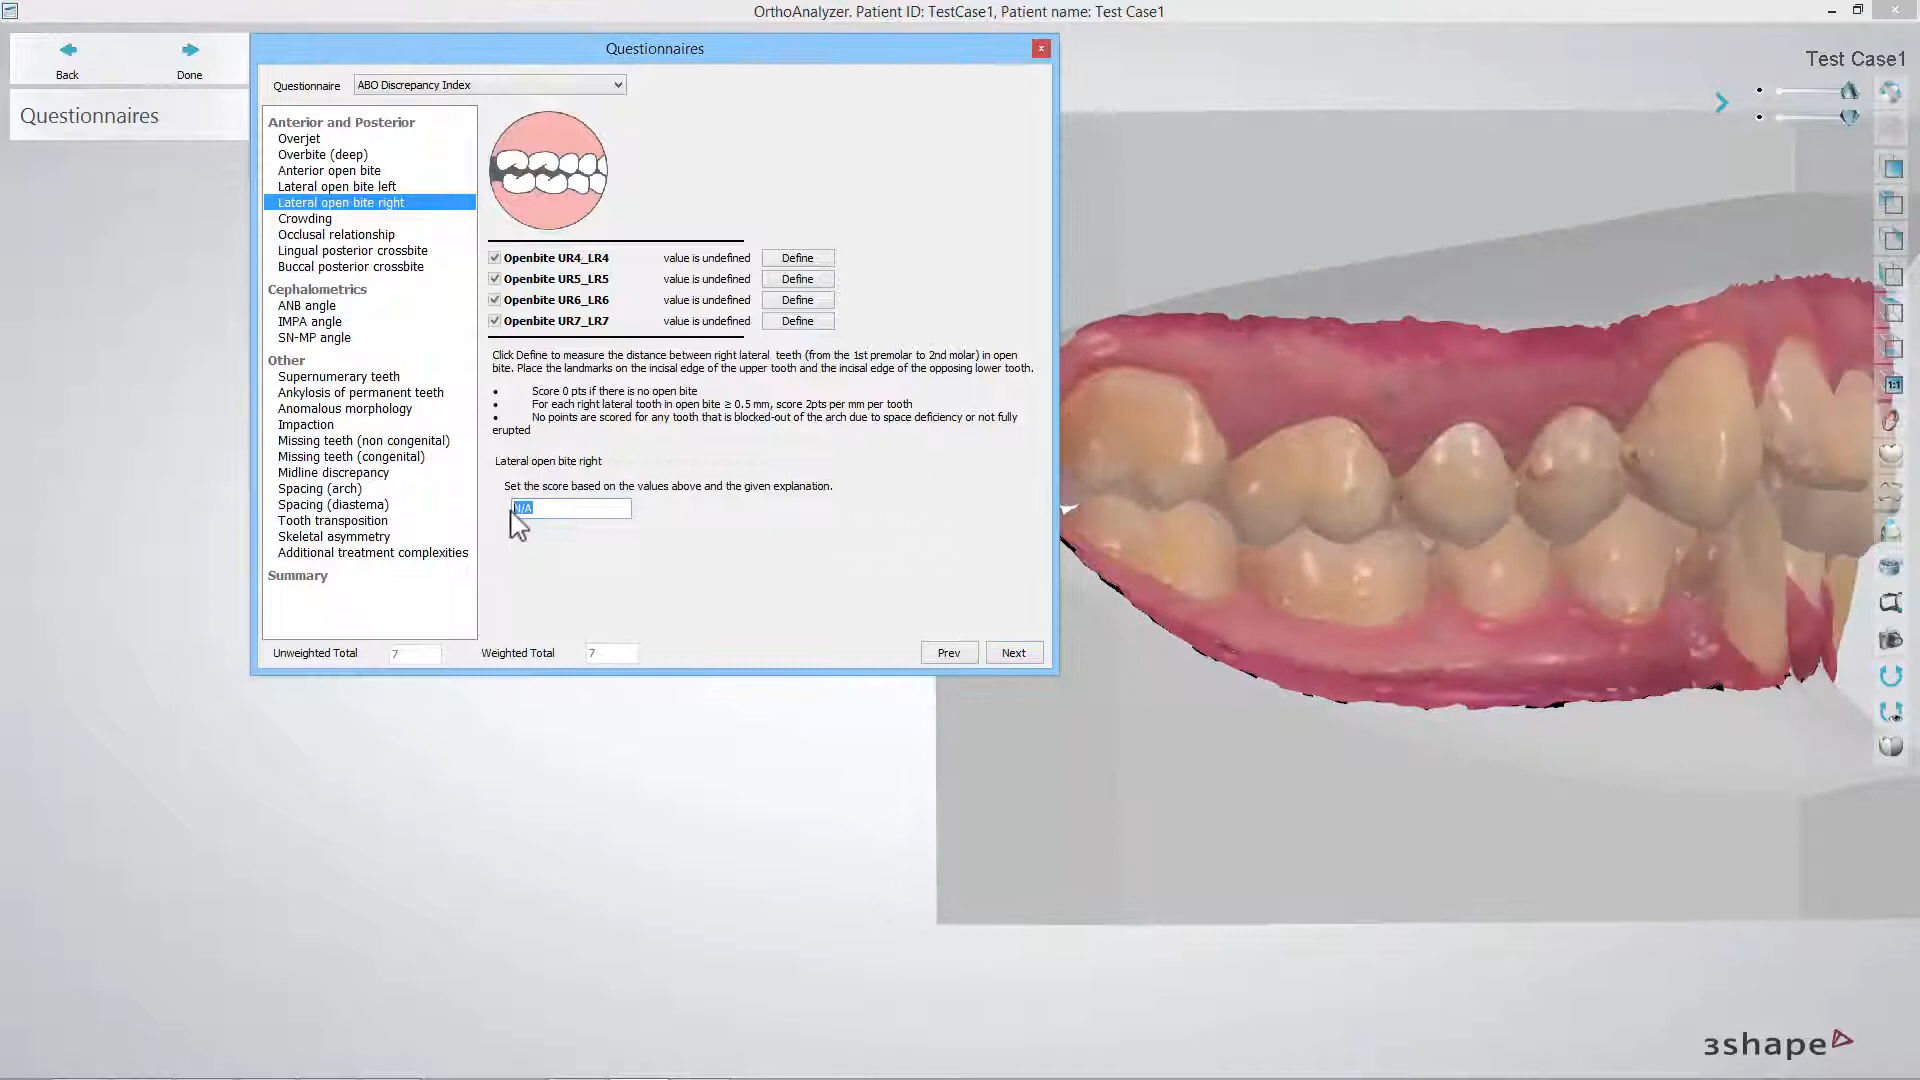 OrthoAnalyzer. Patient ID: TestCase1, Patient name: Test Case1
Back
Done
Questionnaires
Questionnaires
x
Test Case1
Questionnaire
ABO Discrepancy Index
Anterior and Posterior
Overjet
Overbite (deep)
Anterior open bite
Lateral open bite left
Lateral open bite right
Crowding
Occlusal relationship
Lingual posterior crossbite
Buccal posterior crossbite
Cephalometrics
ANB angle
IMPA angle
SN-MP angle
Other
Supernumerary teeth
Ankylosis of permanent teeth
Anomalous morphology
Impaction
Missing teeth (non congenital)
Missing teeth (congenital)
Midline discrepancy
Spacing (arch)
Spacing (diastema)
Tooth transposition
Skeletal asymmetry
Additional treatment complexities
Summary
Openbite UR4_LR4 value is undefined Define
Openbite UR5_LR5 value is undefined Define
Openbite UR6_LR6 value is undefined Define
Openbite UR7_LR7 value is undefined Define
Click Define to measure the distance between right lateral teeth (from the 1st premolar to 2nd molar) in open
bite. Place the landmarks on the incisal edge of the upper tooth and the incisal edge of the opposing lower tooth.
• Score 0 pts if there is no open bite
• For each right lateral tooth in open bite ≥ 0.5 mm, score 2pts per mm per tooth
• No points are scored for any tooth that is blocked-out of the arch due to space deficiency or not fully
erupted
Lateral open bite right
Set the score based on the values above and the given explanation.
N/A
Unweighted Total 7 Weighted Total 7 Prev Next
1:1
3shape